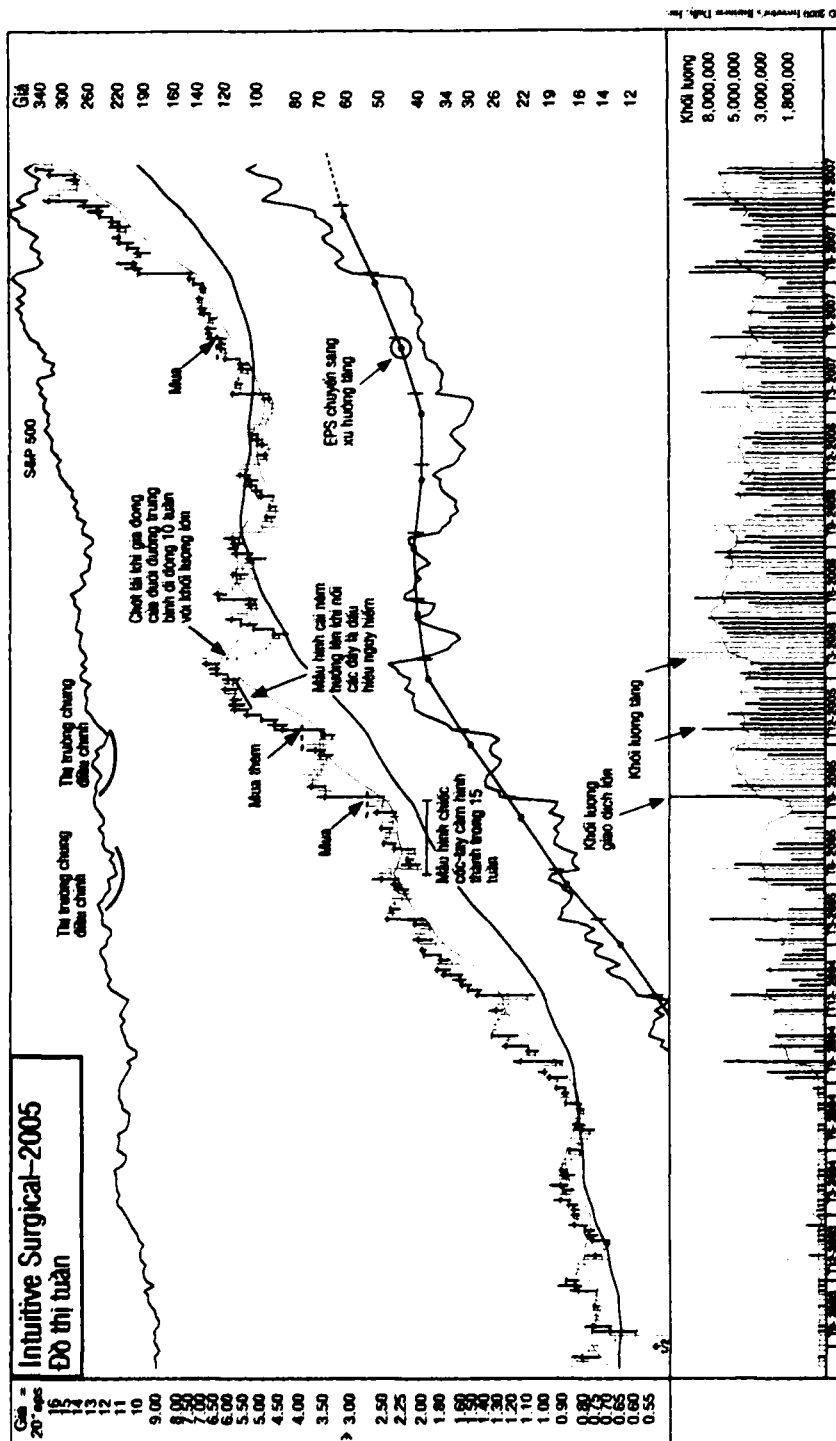 Intuitive Surgical–2005
Đồ thị tuần
Giá =
20* eps
16
15
14
13
12
11
10
9.00
8.00
7.50
7.00
6.50
6.00
5.50
5.00
4.50
4.00
3.50
3.00
2.50
2.25
2.00
1.80
1.60
1.50
1.40
1.30
1.20
1.10
1.00
0.90
0.80
0.75
0.70
0.65
0.60
0.55
S&P 500
Thị trường chung
điều chỉnh
Thị trường chung
điều chỉnh
Chốt lãi khi giá đóng
cửa dưới đường trung
bình di động 10 tuần
với khối lượng lớn
Mẫu hình cái nêm
hướng lên khi nối
các đáy là dấu
hiệu nguy hiểm
Mua thêm
Mua
Mua
Mẫu hình chiếc
cốc-tay cầm hình
thành trong 15
tuần
EPS chuyển sang
xu hướng tăng
Khối lượng
giao dịch lớn
Khối lượng tăng
Giá
340
300
260
220
190
160
140
120
100
80
70
60
50
40
34
30
26
22
19
16
14
12
Khối lượng
8,000,000
5,000,000
3,000,000
1,800,000